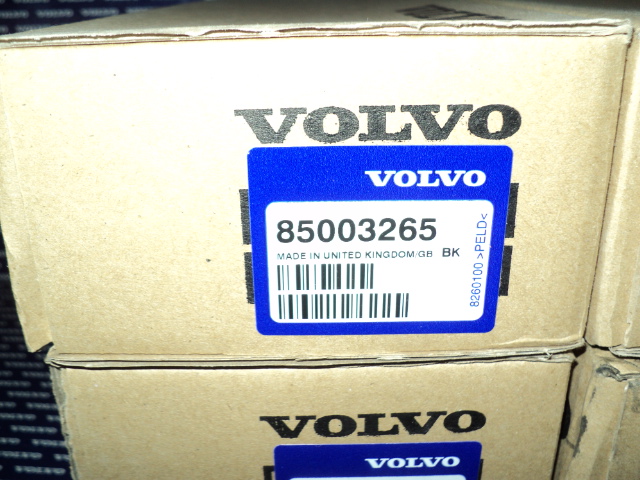 VOLVO
VOLVO
85003265
MADE IN UNITED KINGDOM/GB BK
8260100 >PELD<
VOLVO
VOLVO